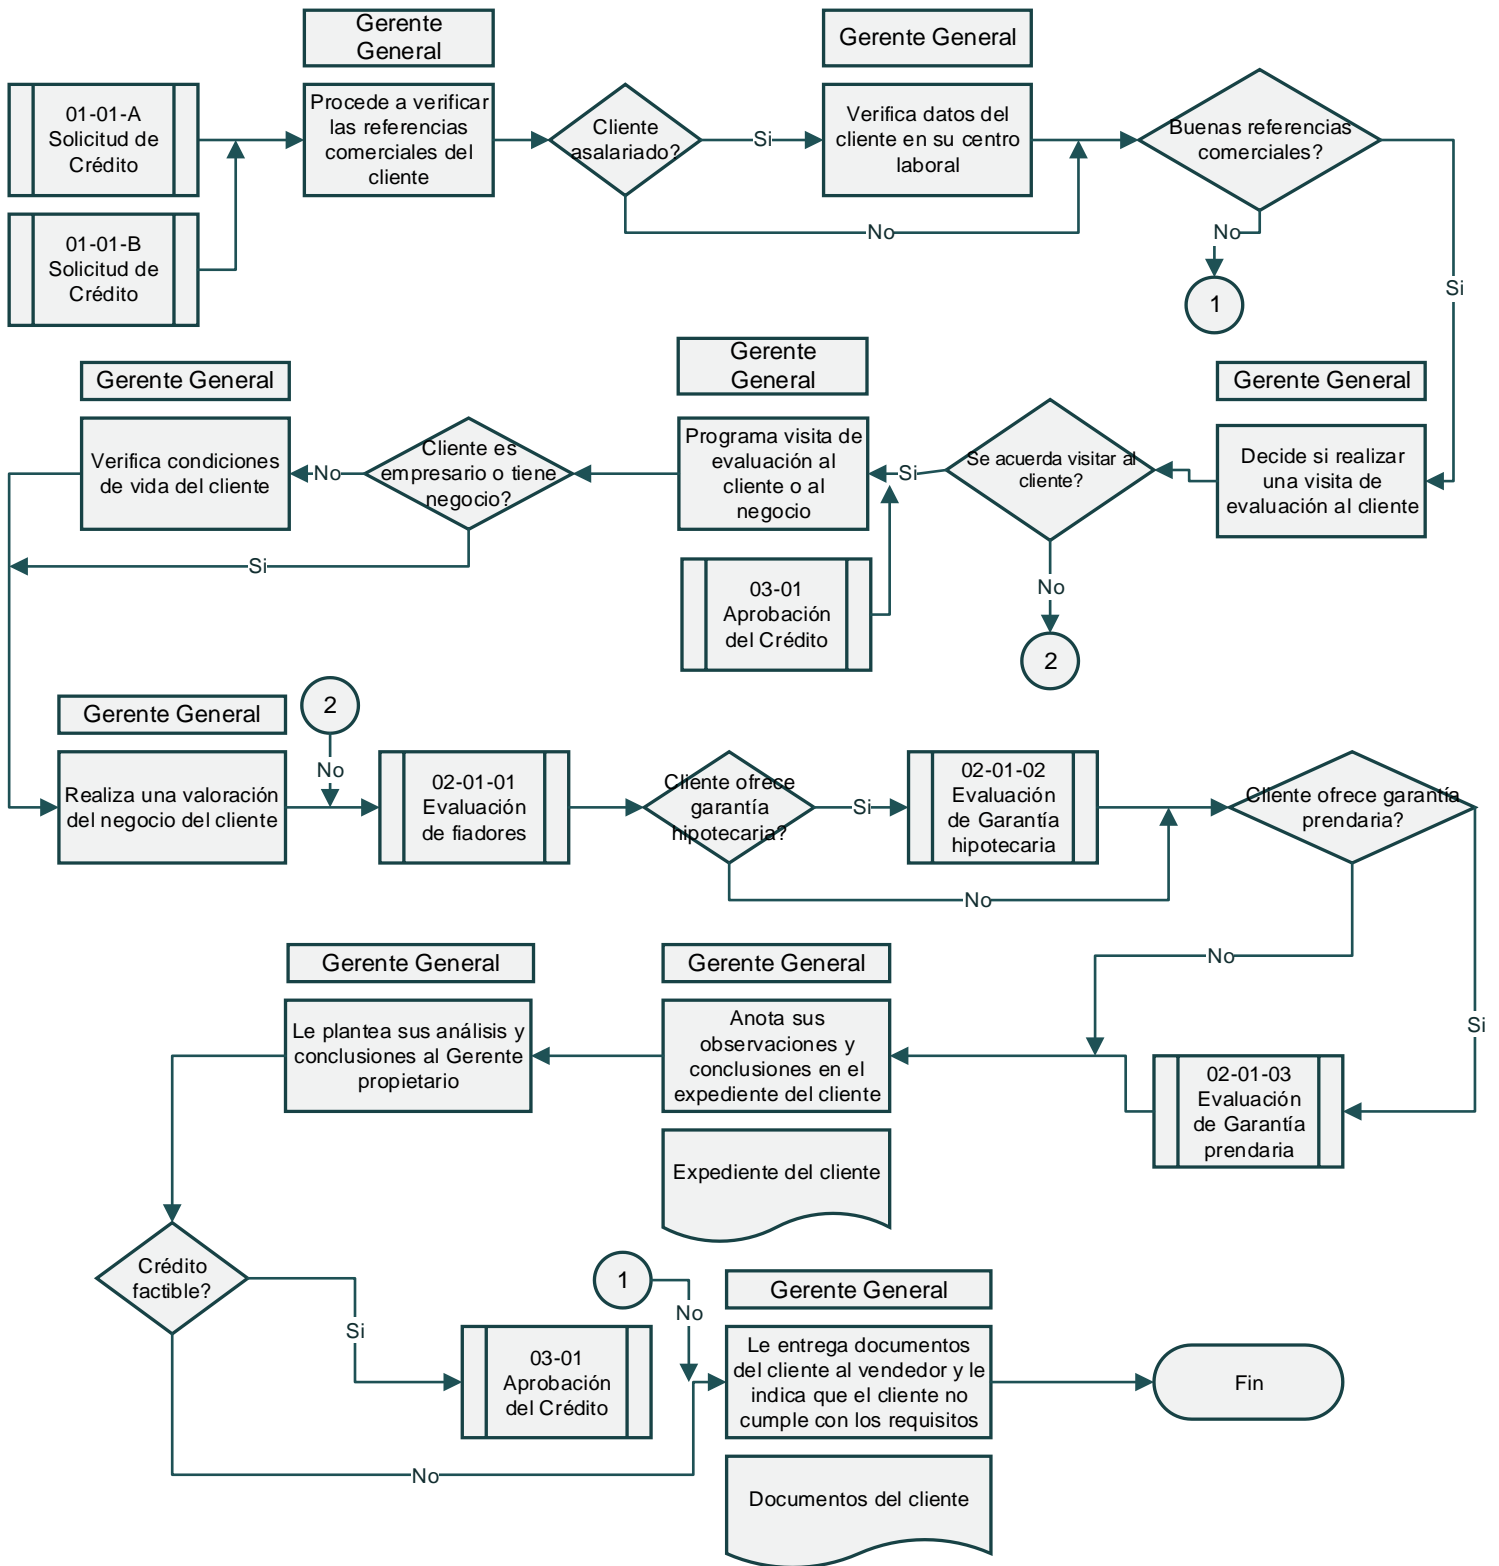 Gerente
General
Gerente General
01-01-A
Solicitud de
Crédito
Procede a verificar
las referencias
comerciales del
cliente
Cliente
asalariado?
Si
Verifica datos del
cliente en su centro
laboral
Buenas referencias
comerciales?
01-01-B
Solicitud de
Crédito
No
No
1
Si
Gerente General
Gerente
General
Gerente General
Verifica condiciones
de vida del cliente
No
Cliente es
empresario o tiene
negocio?
Programa visita de
evaluación al
cliente o al
negocio
Si
Se acuerda visitar al
cliente?
Decide si realizar
una visita de
evaluación al cliente
Si
03-01
Aprobación
del Crédito
No
2
Gerente General
2
No
Realiza una valoración
del negocio del cliente
02-01-01
Evaluación
de fiadores
Cliente ofrece
garantía
hipotecaria?
Si
02-01-02
Evaluación
de Garantía
hipotecaria
Cliente ofrece garantía
prendaria?
No
No
Si
Gerente General
Gerente General
Le plantea sus análisis y
conclusiones al Gerente
propietario
Anota sus
observaciones y
conclusiones en el
expediente del cliente
02-01-03
Evaluación
de Garantía
prendaria
Expediente del cliente
Crédito
factible?
Si
1
No
Gerente General
03-01
Aprobación
del Crédito
Le entrega documentos
del cliente al vendedor y le
indica que el cliente no
cumple con los requisitos
Fin
No
Documentos del cliente